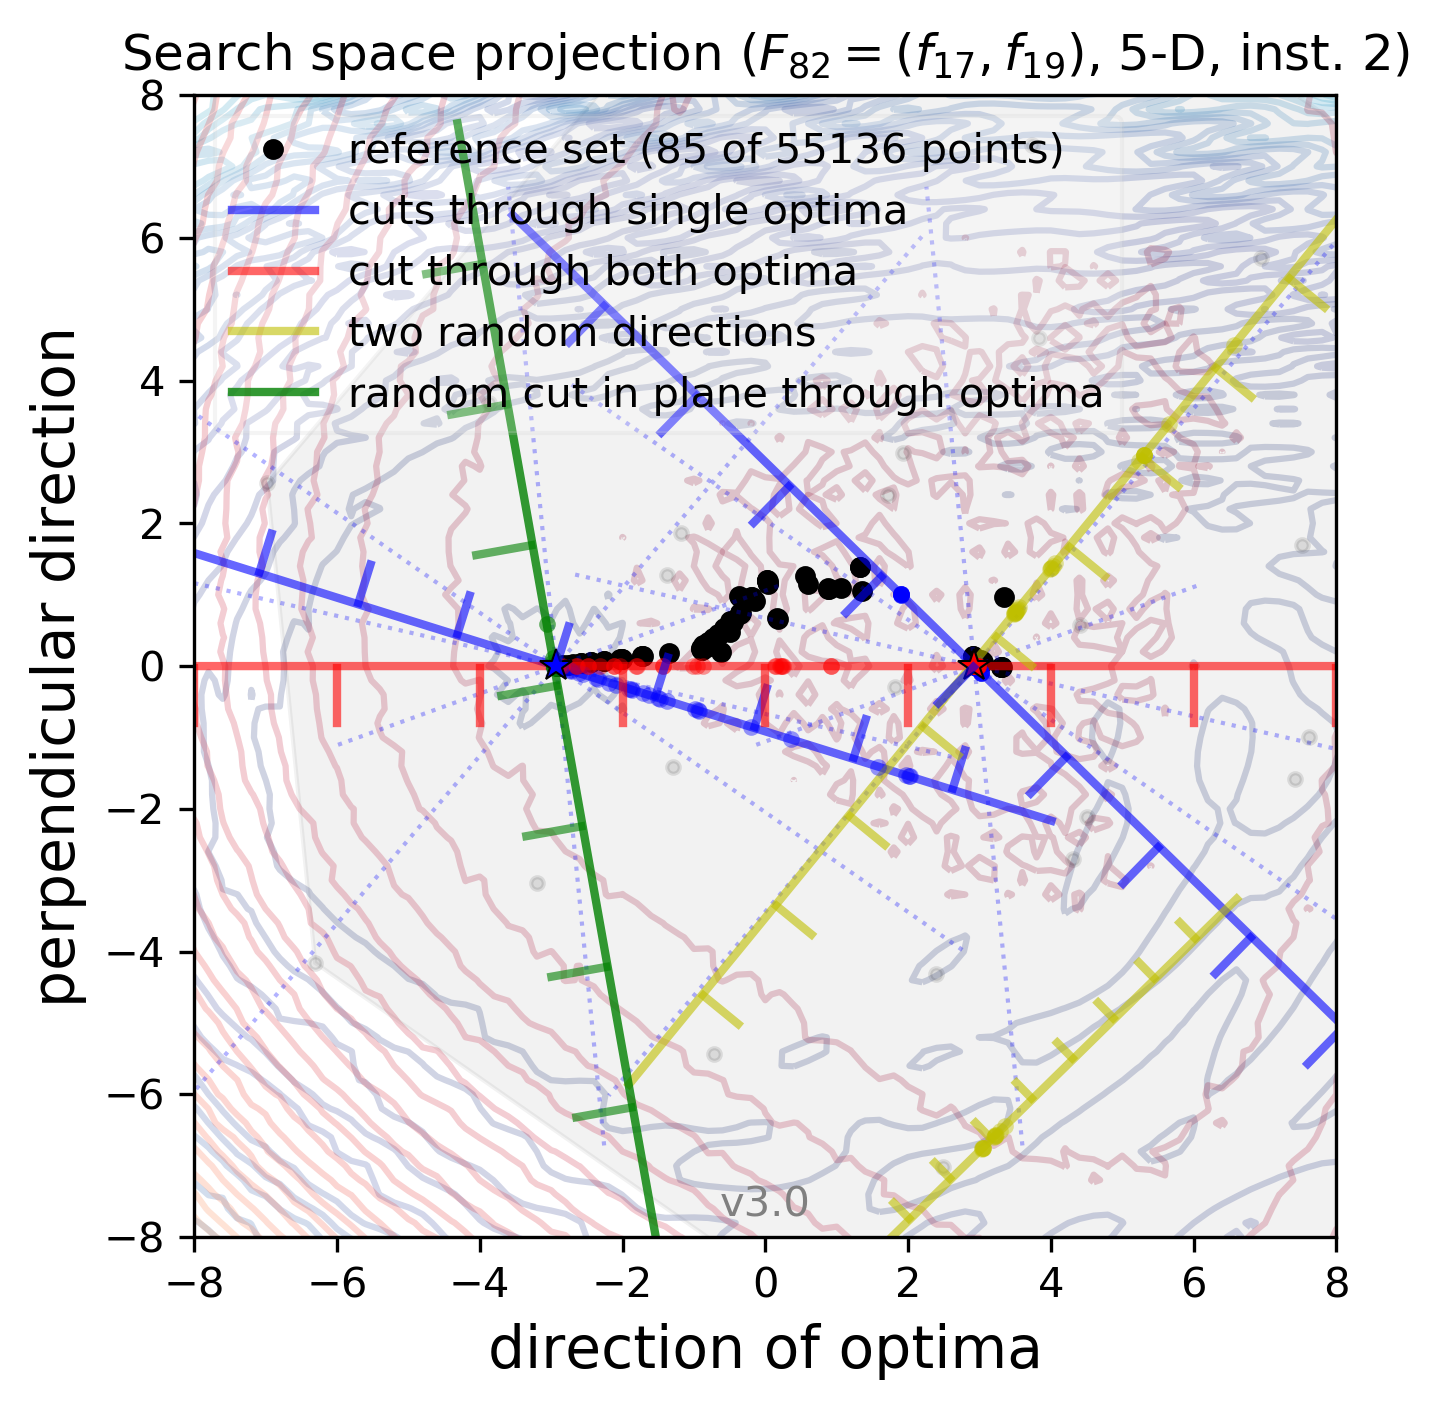 Search space projection (F82 = (f17, f19), 5-D, inst. 2)
reference set (85 of 55136 points)
cuts through single optima
cut through both optima
two random directions
random cut in plane through optima
8
6
4
2
0
−2
−4
−6
−8
perpendicular direction
v3.0
−8 −6 −4 −2 0 2 4 6 8
direction of optima